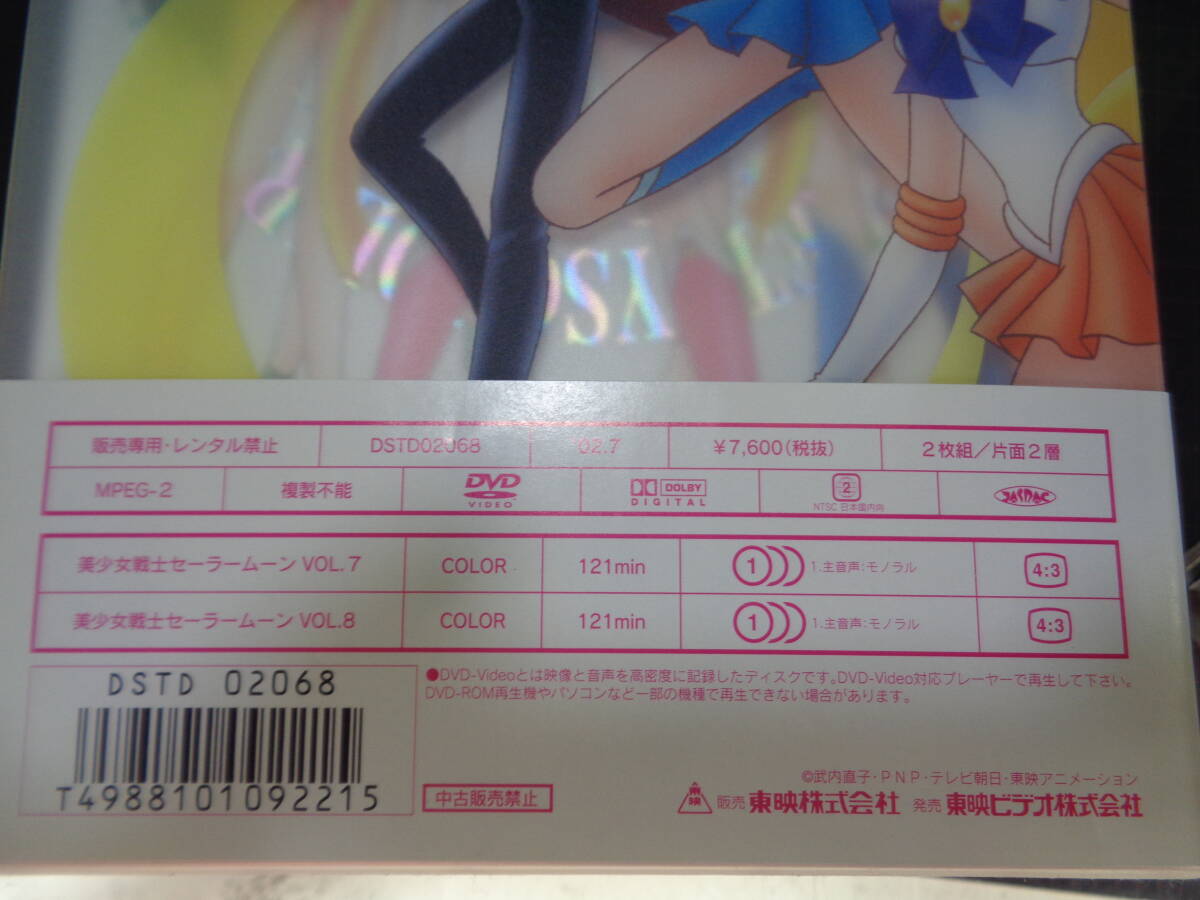 販売専用・レンタル禁止 DSTD02068 '02.7 ￥7,600(税抜) 2枚組／片面2層
MPEG-2 複製不能 DVD VIDEO DOLBY DIGITAL 2 NTSC 日本国内向 JASRAC
美少女戦士セーラームーン VOL.7 COLOR 121min 1 1.主音声:モノラル 4:3
美少女戦士セーラームーン VOL.8 COLOR 121min 1 1.主音声:モノラル 4:3
●DVD-Videoとは映像と音声を高密度に記録したディスクです。DVD-Video対応プレーヤーで再生して下さい。
DVD-ROM再生機やパソコンなど一部の機種で再生できない場合があります。
DSTD 02068
T4988101092215
中古販売禁止
©武内直子・PNP・テレビ朝日・東映アニメーション
東映 販売 東映株式会社 発売 東映ビデオ株式会社